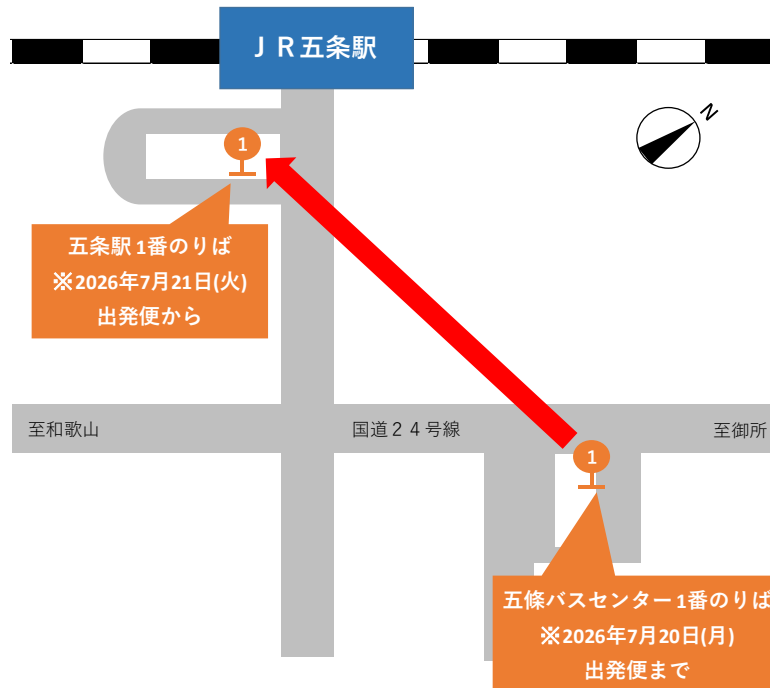 ＪＲ五条駅
N
1
五条駅1番のりば
※2026年7月21日(火)
出発便から
至和歌山
国道２４号線
至御所
1
五條バスセンター1番のりば
※2026年7月20日(月)
出発便まで